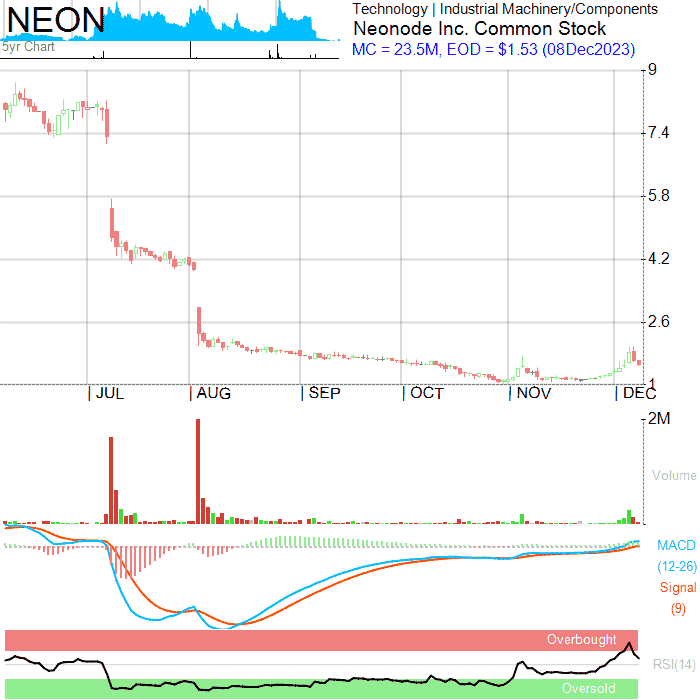 NEON
5yr Chart
Technology | Industrial Machinery/Components
Neonode Inc. Common Stock
MC = 23.5M, EOD = $1.53 (08Dec2023)
9
7.4
5.8
4.2
2.6
1
| JUL | AUG | SEP | OCT | NOV | DEC
2M
Volume
MACD
(12-26)
Signal
(9)
Overbought
RSI(14)
Oversold